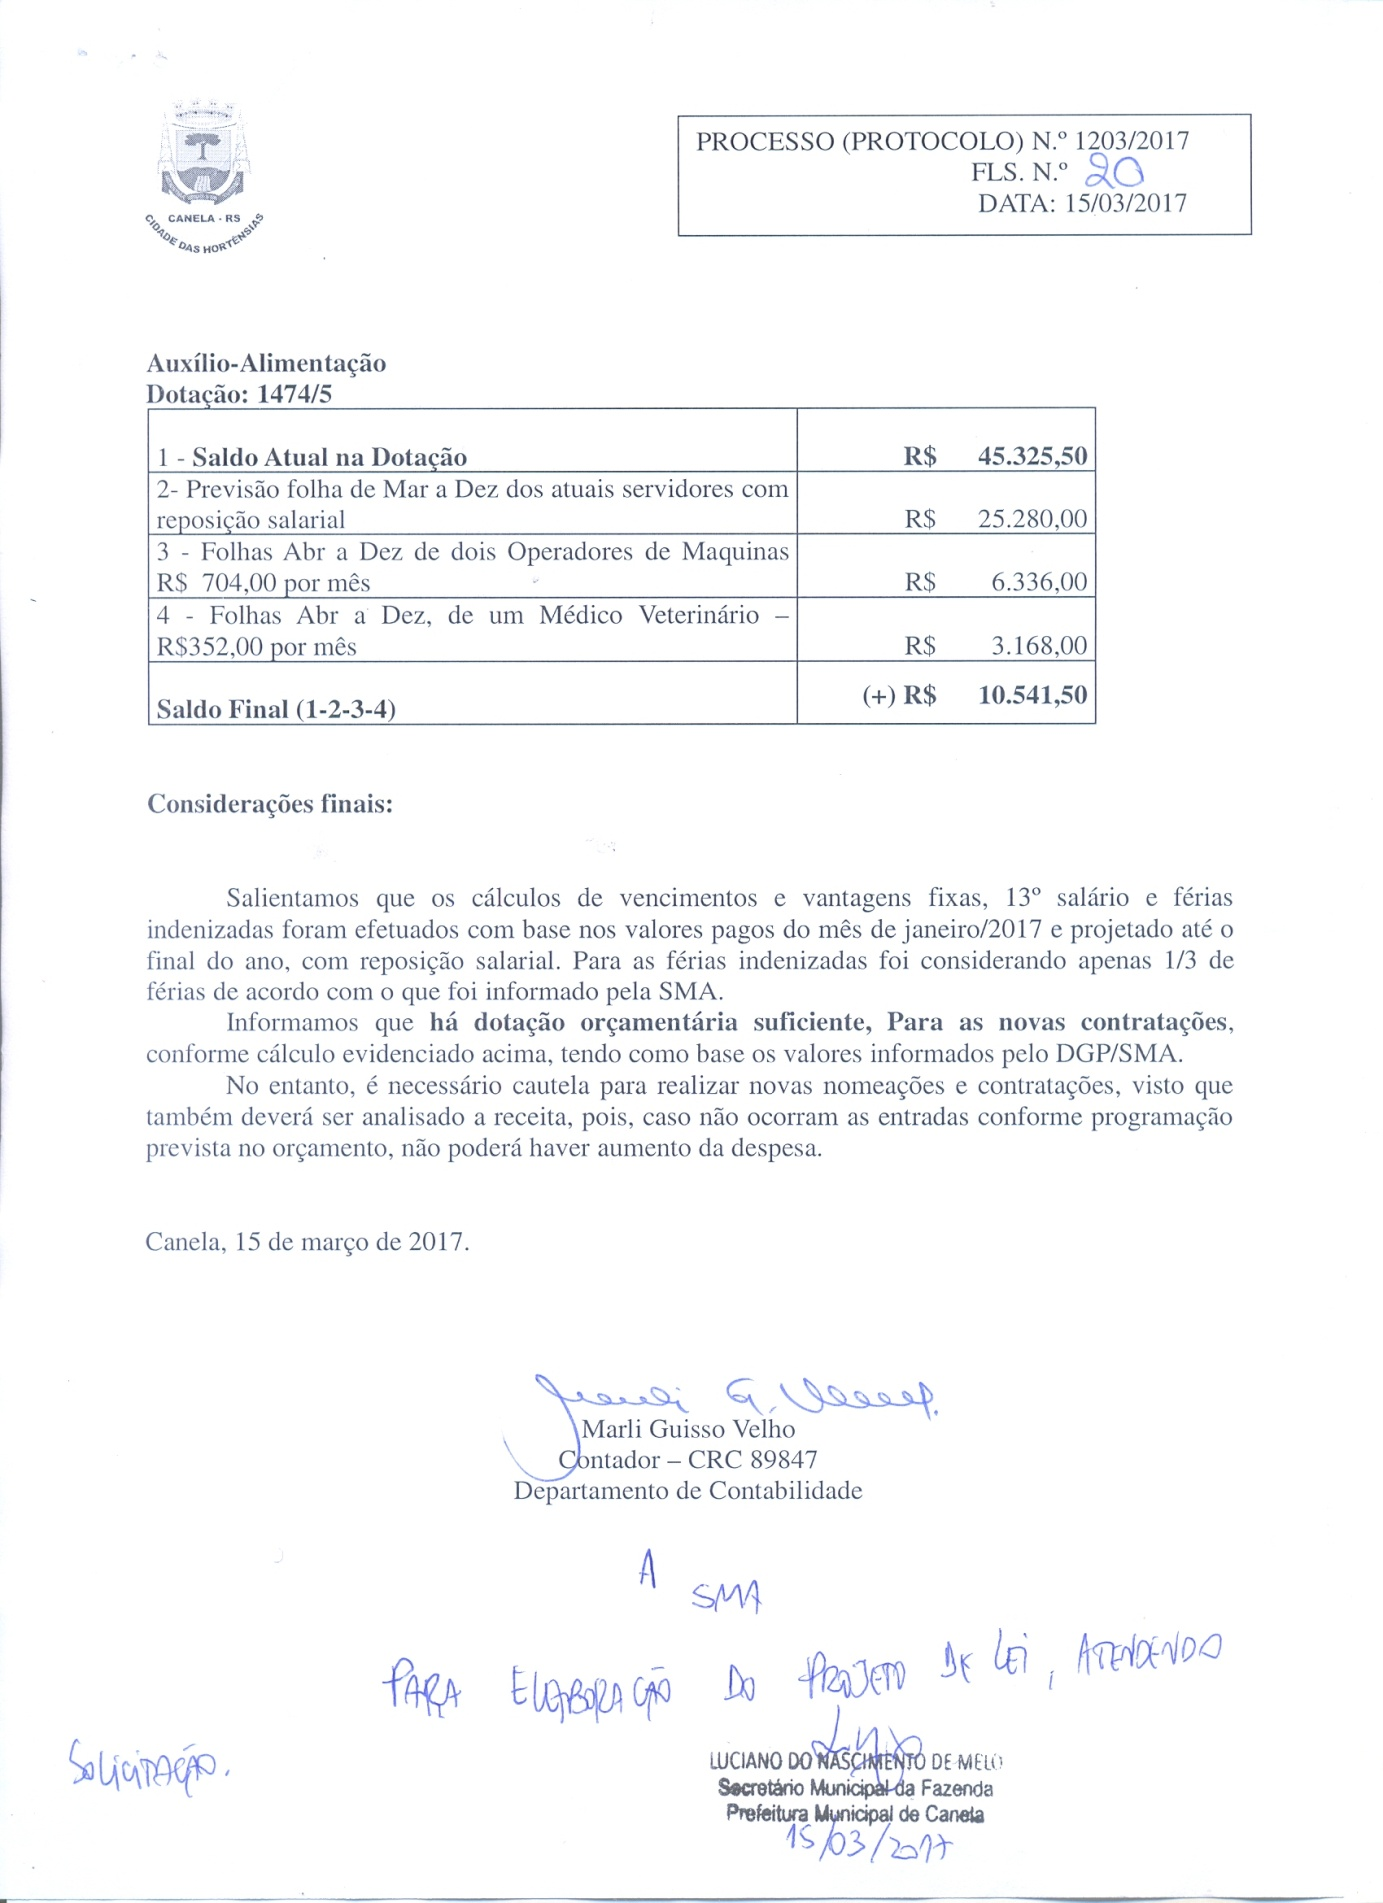 CANELA - RS
CIDADE DAS HORTÊNSIAS
PROCESSO (PROTOCOLO) N.º 1203/2017
FLS. N.º 20
DATA: 15/03/2017
Auxílio-Alimentação
Dotação: 1474/5
1 - Saldo Atual na Dotação R$ 45.325,50
2- Previsão folha de Mar a Dez dos atuais servidores com
reposição salarial R$ 25.280,00
3 - Folhas Abr a Dez de dois Operadores de Maquinas
R$ 704,00 por mês R$ 6.336,00
4 - Folhas Abr a Dez, de um Médico Veterinário –
R$352,00 por mês R$ 3.168,00
Saldo Final (1-2-3-4) (+) R$ 10.541,50
Considerações finais:
Salientamos que os cálculos de vencimentos e vantagens fixas, 13º salário e férias
indenizadas foram efetuados com base nos valores pagos do mês de janeiro/2017 e projetado até o
final do ano, com reposição salarial. Para as férias indenizadas foi considerando apenas 1/3 de
férias de acordo com o que foi informado pela SMA.
Informamos que há dotação orçamentária suficiente, Para as novas contratações,
conforme cálculo evidenciado acima, tendo como base os valores informados pelo DGP/SMA.
No entanto, é necessário cautela para realizar novas nomeações e contratações, visto que
também deverá ser analisado a receita, pois, caso não ocorram as entradas conforme programação
prevista no orçamento, não poderá haver aumento da despesa.
Canela, 15 de março de 2017.
Marli G. Velho
Marli Guisso Velho
Contador – CRC 89847
Departamento de Contabilidade
A
SMA
PARA ELABORAÇÃO DO PROJETO DE LEI, ATENDENDO
SOLICITAÇÃO.
LUCIANO DO NASCIMENTO DE MELO
Secretário Municipal da Fazenda
Prefeitura Municipal de Canela
15/03/2017